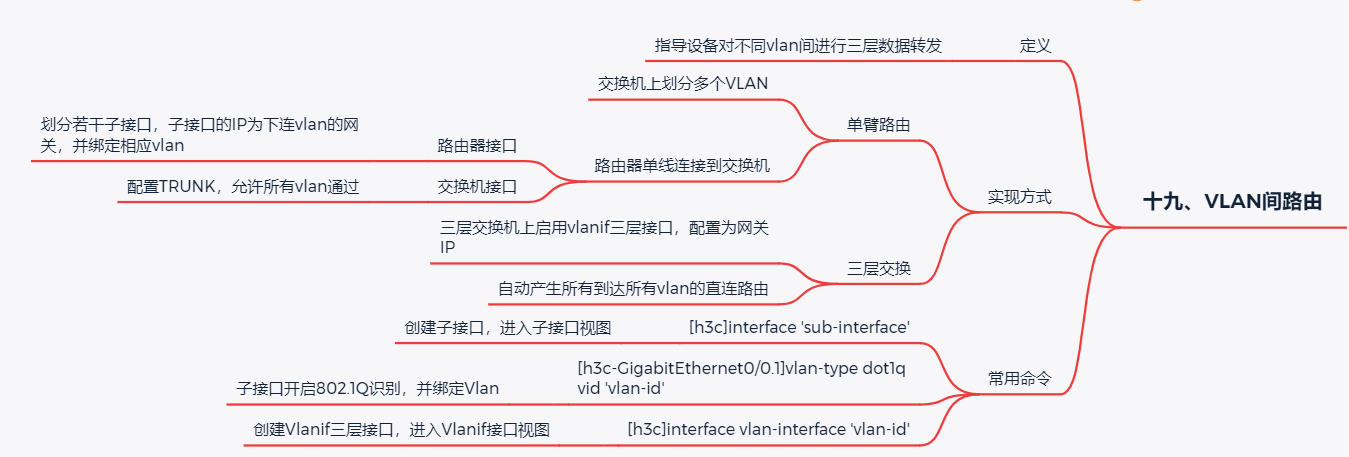 十九、VLAN间路由
定义
指导设备对不同vlan间进行三层数据转发
实现方式
单臂路由
交换机上划分多个VLAN
路由器单线连接到交换机
路由器接口
划分若干子接口，子接口的IP为下连vlan的网
关，并绑定相应vlan
交换机接口
配置TRUNK，允许所有vlan通过
三层交换
三层交换机上启用vlanif三层接口，配置为网关
IP
自动产生所有到达所有vlan的直连路由
常用命令
[h3c]interface 'sub-interface'
创建子接口，进入子接口视图
[h3c-GigabitEthernet0/0.1]vlan-type dot1q
vid 'vlan-id'
子接口开启802.1Q识别，并绑定Vlan
[h3c]interface vlan-interface 'vlan-id'
创建Vlanif三层接口，进入Vlanif接口视图